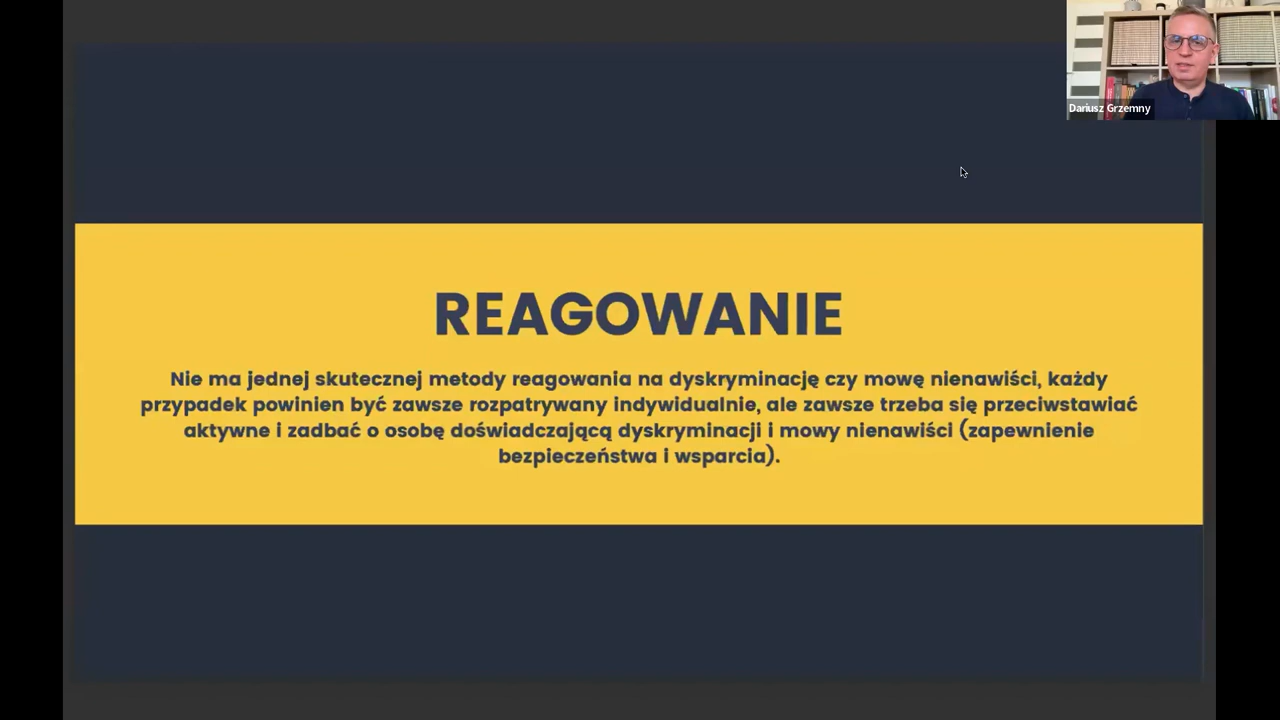 Dariusz Grzemny
REAGOWANIE
Nie ma jednej skutecznej metody reagowania na dyskryminację czy mowę nienawiści, każdy
przypadek powinien być zawsze rozpatrywany indywidualnie, ale zawsze trzeba się przeciwstawiać
aktywne i zadbać o osobę doświadczającą dyskryminacji i mowy nienawiści (zapewnienie
bezpieczeństwa i wsparcia).